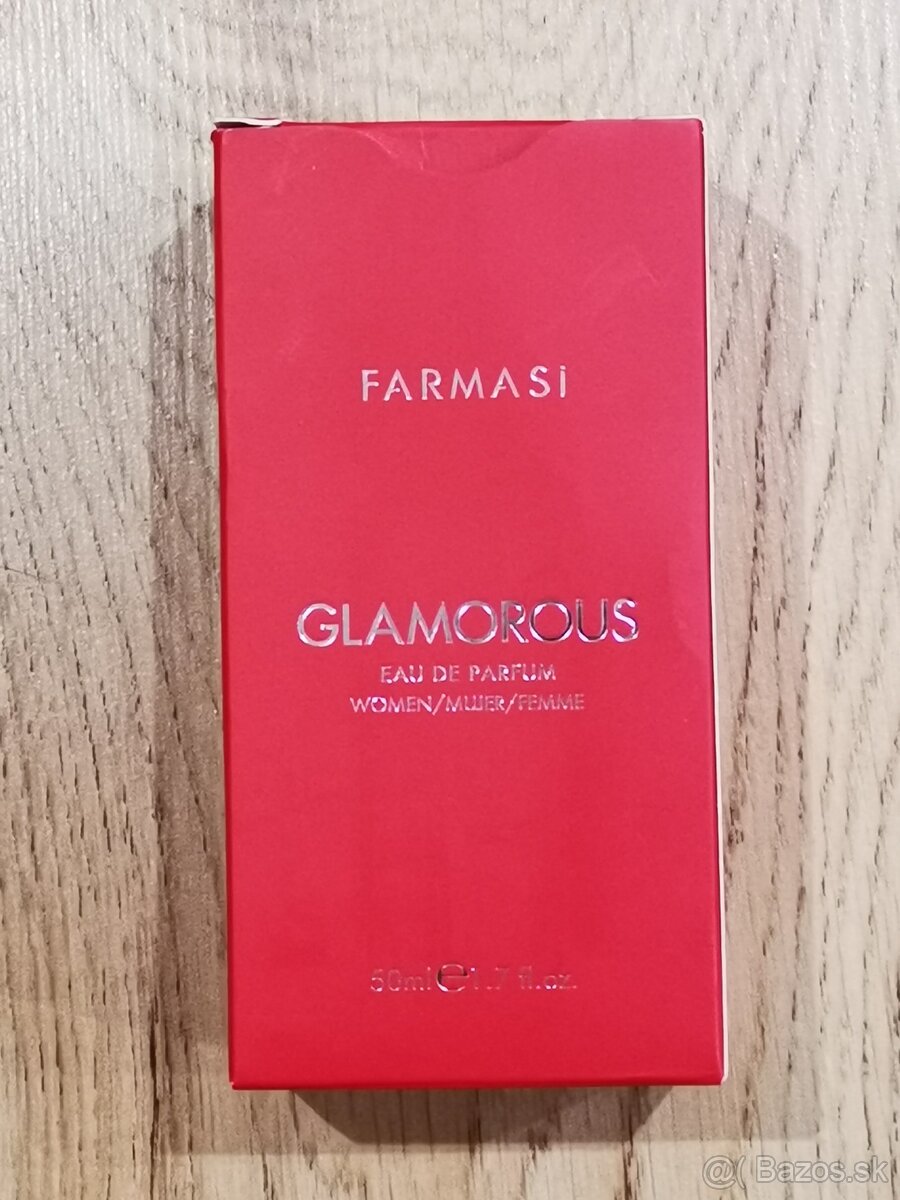 FARMASi
GLAMOROUS
EAU DE PARFUM
WOMEN/MUJER/FEMME
50ml e 1.7 fl.oz.
@( Bazos.sk